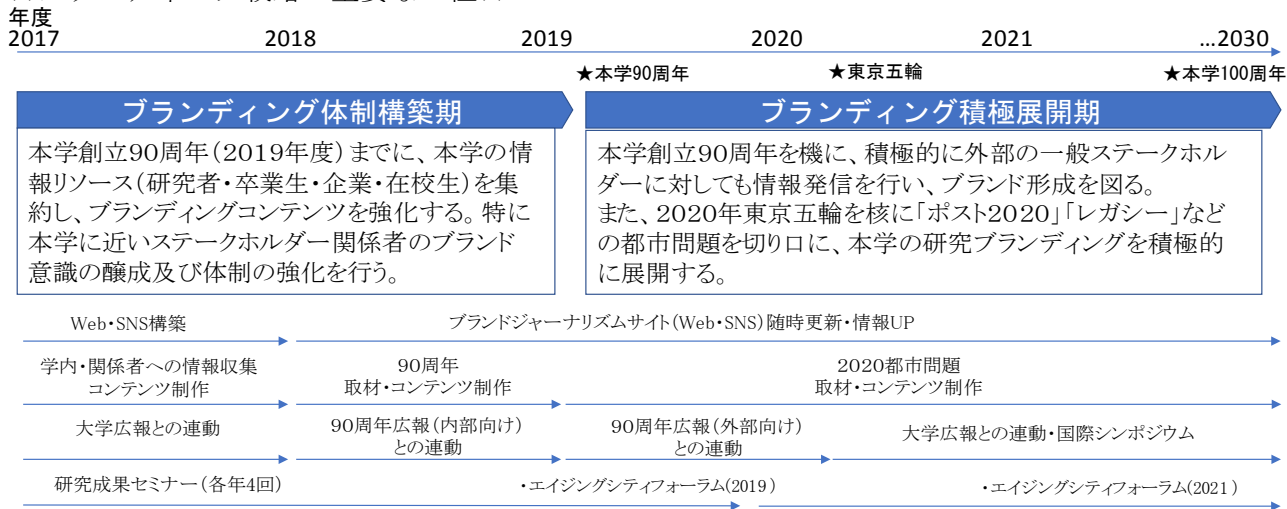 年度
2017 2018 2019 2020 2021 …2030
★本学90周年 ★東京五輪 ★本学100周年
ブランディング体制構築期
本学創立90周年(2019年度)までに、本学の情
報リソース(研究者・卒業生・企業・在校生)を集
約し、ブランディングコンテンツを強化する。特に
本学に近いステークホルダー関係者のブランド
意識の醸成及び体制の強化を行う。
ブランディング積極展開期
本学創立90周年を機に、積極的に外部の一般ステークホル
ダーに対しても情報発信を行い、ブランド形成を図る。
また、2020年東京五輪を核に「ポスト2020」「レガシー」など
の都市問題を切り口に、本学の研究ブランディングを積極的
に展開する。
Web・SNS構築
ブランドジャーナリズムサイト(Web・SNS)随時更新・情報UP
学内・関係者への情報収集
コンテンツ制作
90周年
取材・コンテンツ制作
2020都市問題
取材・コンテンツ制作
大学広報との連動
90周年広報(内部向け)
との連動
90周年広報(外部向け)
との連動
大学広報との連動・国際シンポジウム
研究成果セミナー(各年4回)
・エイジングシティフォーラム(2019)
・エイジングシティフォーラム(2021)